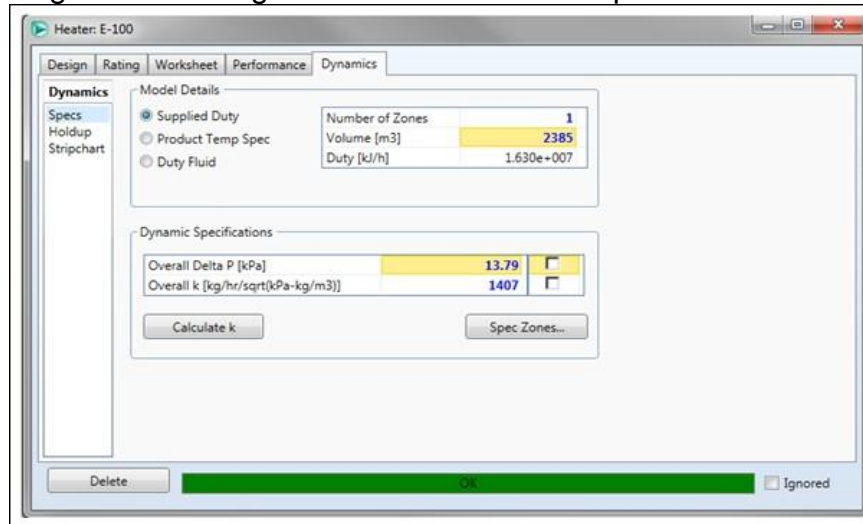 Heater: E-100
Design Rating Worksheet Performance Dynamics
Dynamics
Specs
Holdup
Stripchart
Model Details
Supplied Duty
Product Temp Spec
Duty Fluid
Number of Zones 1
Volume [m3] 2385
Duty [kJ/h] 1.630e+007
Dynamic Specifications
Overall Delta P [kPa] 13.79
Overall k [kg/hr/sqrt(kPa-kg/m3)] 1407
Calculate k Spec Zones...
Delete OK Ignored